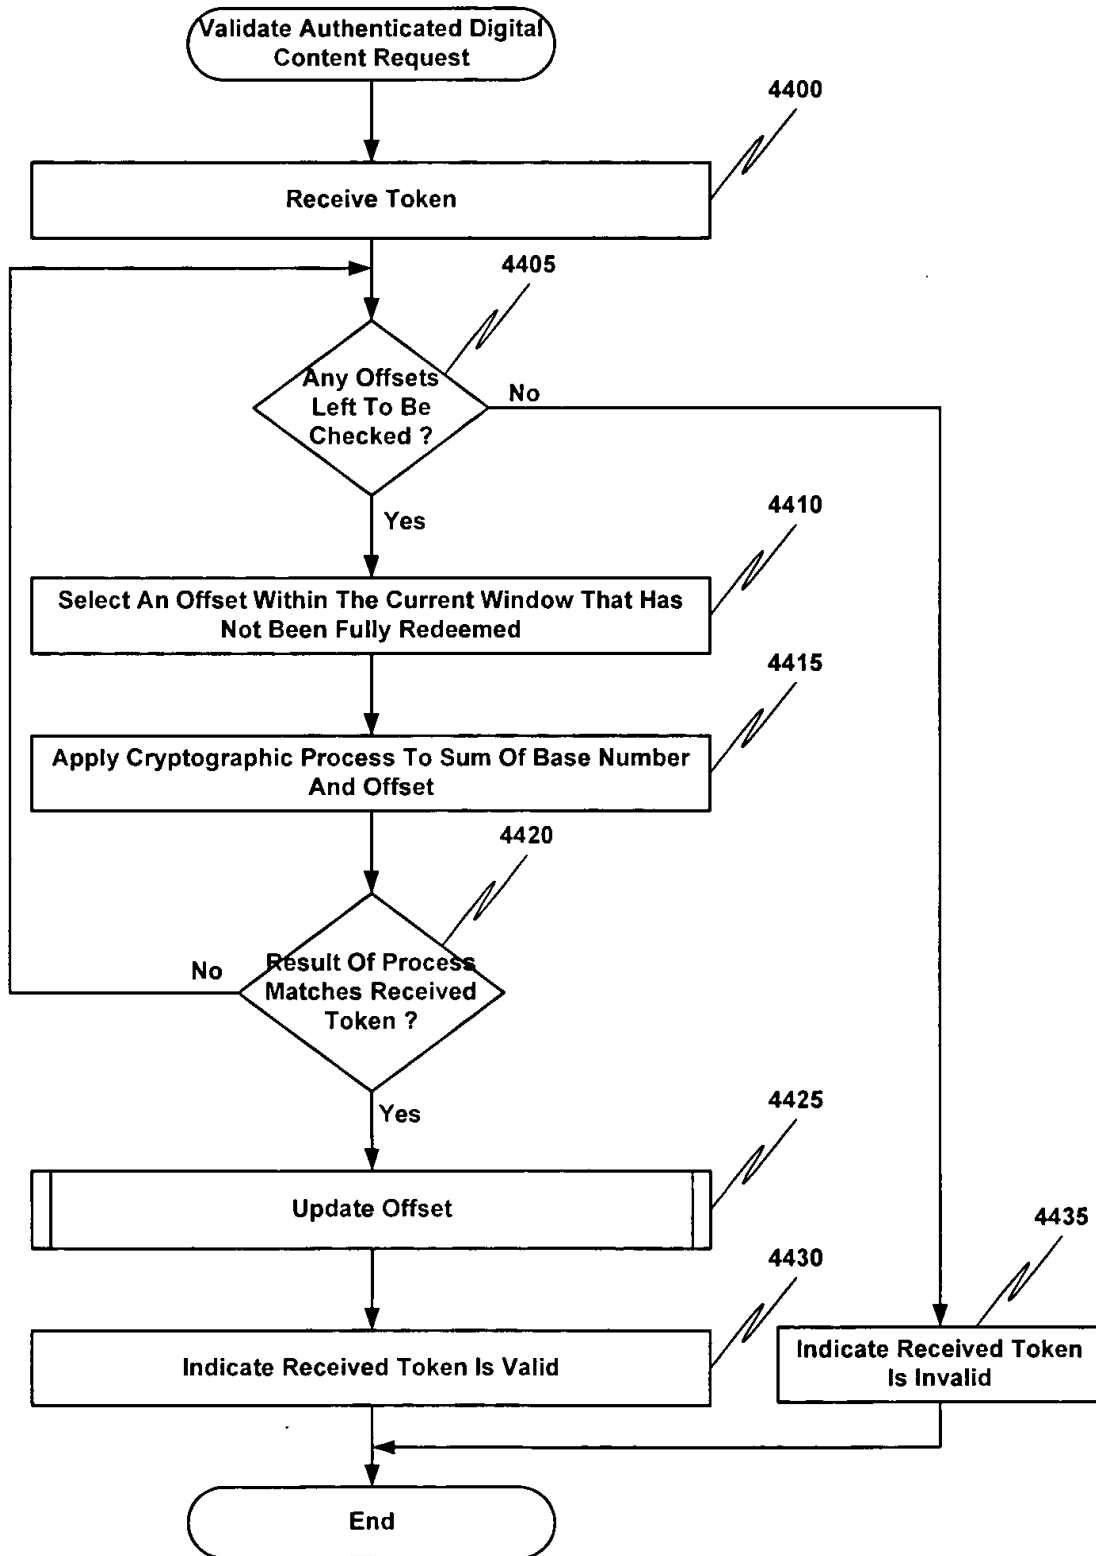 Validate Authenticated Digital
Content Request
4400
Receive Token
4405
Any Offsets
Left To Be
Checked ?
No
Yes
4410
Select An Offset Within The Current Window That Has
Not Been Fully Redeemed
4415
Apply Cryptographic Process To Sum Of Base Number
And Offset
4420
Result Of Process
Matches Received
Token ?
No
Yes
4425
Update Offset
4430
Indicate Received Token Is Valid
4435
Indicate Received Token
Is Invalid
End